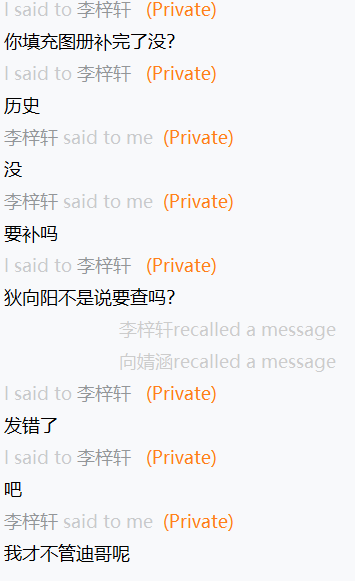 I said to 李梓轩 (Private)
你填充图册补完了没?
I said to 李梓轩 (Private)
历史
李梓轩 said to me (Private)
没
李梓轩 said to me (Private)
要补吗
I said to 李梓轩 (Private)
狄向阳不是说要查吗?
李梓轩recalled a message
向婧涵recalled a message
I said to 李梓轩 (Private)
发错了
I said to 李梓轩 (Private)
吧
李梓轩 said to me (Private)
我才不管迪哥呢